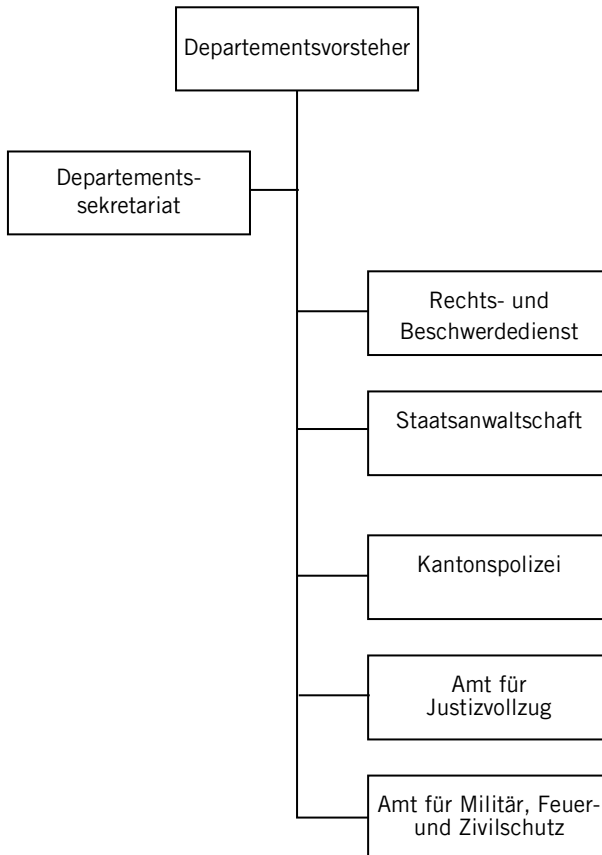 Departementsvorsteher
Departements-
sekretariat
Rechts- und
Beschwerdedienst
Staatsanwaltschaft
Kantonspolizei
Amt für
Justizvollzug
Amt für Militär, Feuer-
und Zivilschutz